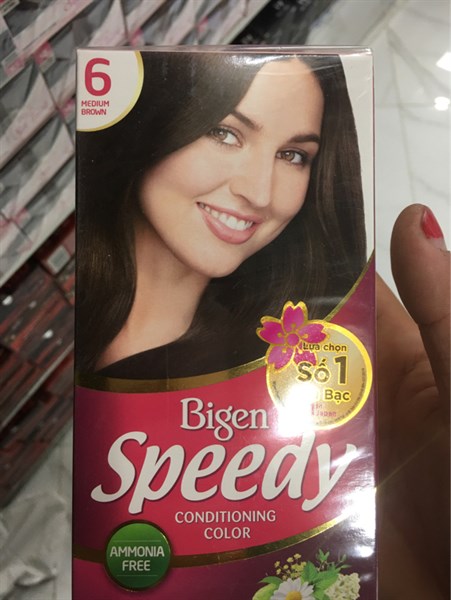 6
MEDIUM
BROWN
Lựa chọn
Số 1
Bạc
Bigen
Speedy
CONDITIONING
COLOR
AMMONIA
FREE